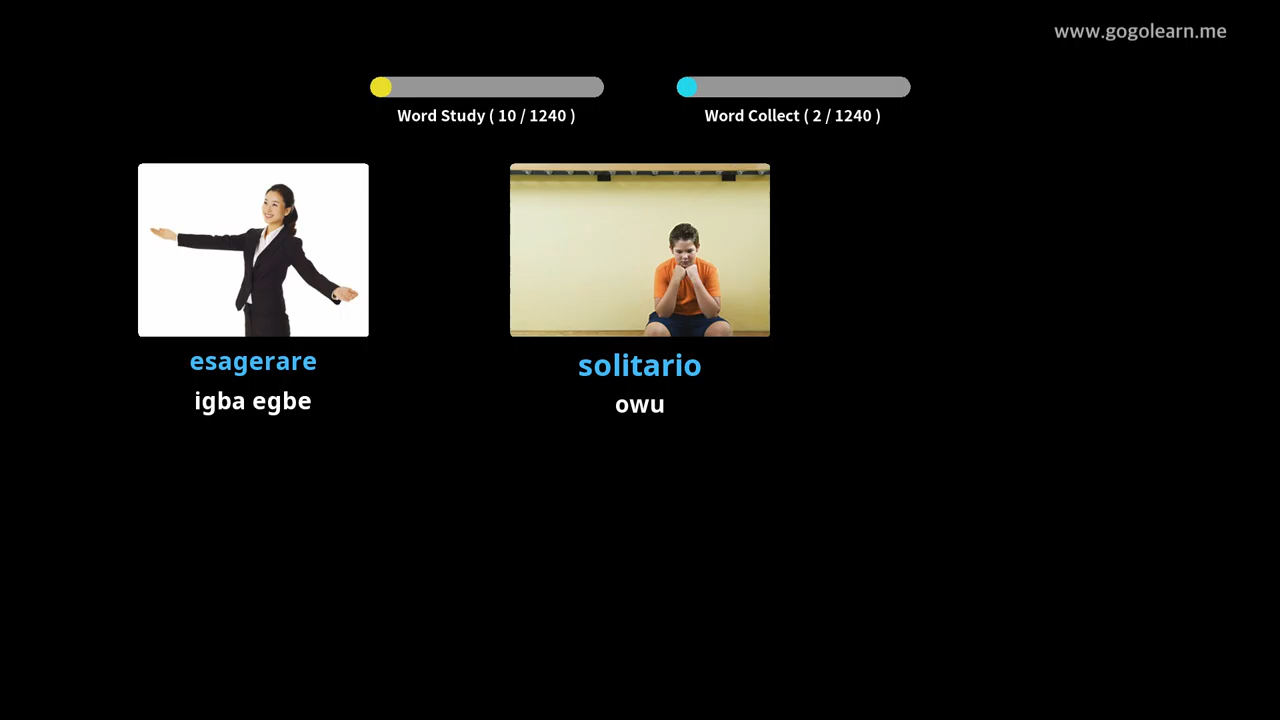 www.gogolearn.me
Word Study ( 10 / 1240 )
Word Collect ( 2 / 1240 )
esagerare
igba egbe
solitario
owu